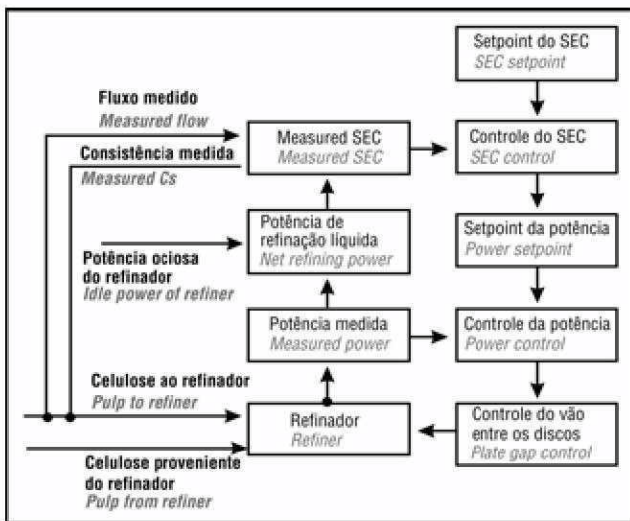 Setpoint do SEC
SEC setpoint
Fluxo medido
Measured flow
Consistência medida
Measured Cs
Measured SEC
Measured SEC
Controle do SEC
SEC control
Potência de
refinação líquida
Net refining power
Setpoint da potência
Power setpoint
Potência ociosa
do refinador
Idle power of refiner
Potência medida
Measured power
Controle da potência
Power control
Celulose ao refinador
Pulp to refiner
Refinador
Refiner
Controle do vão
entre os discos
Plate gap control
Celulose proveniente
do refinador
Pulp from refiner